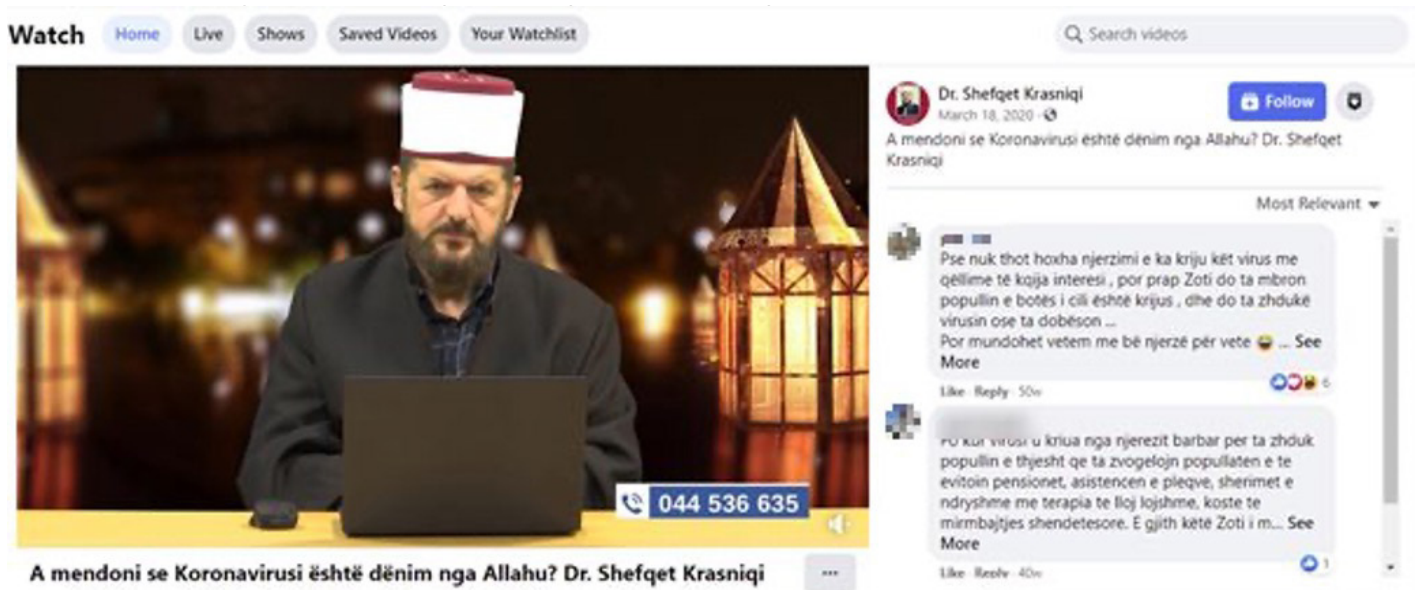 Watch Home Live Shows Saved Videos Your Watchlist
Search videos
044 536 635
A mendoni se Koronavirusi është dënim nga Allahu? Dr. Shefqet Krasniqi
Dr. Shefqet Krasniqi
March 18, 2020
Follow
A mendoni se Koronavirusi është dënim nga Allahu? Dr. Shefqet
Krasniqi
Most Relevant
Pse nuk thot hoxha njerzimi e ka kriju kët virus me
qëllime të kqija interesi , por prap Zoti do ta mbron
popullin e botës i cili është krijus , dhe do ta zhdukë
virusin ose ta dobëson ...
Por mundohet vetem me bë njerzë për vete ... See
More
Like Reply 50w
6
Po kur virusi u kriua nga njerezit barbar per ta zhduk
popullin e thjesht qe ta zvogelojn popullaten e te
evitoin pensionet, asistencen e pleqve, sherimet e
ndryshme me terapia te lloj lojshme, koste te
mirmbajtjes shendetesore. E gjith këtë Zoti i m... See
More
Like Reply 40w
1